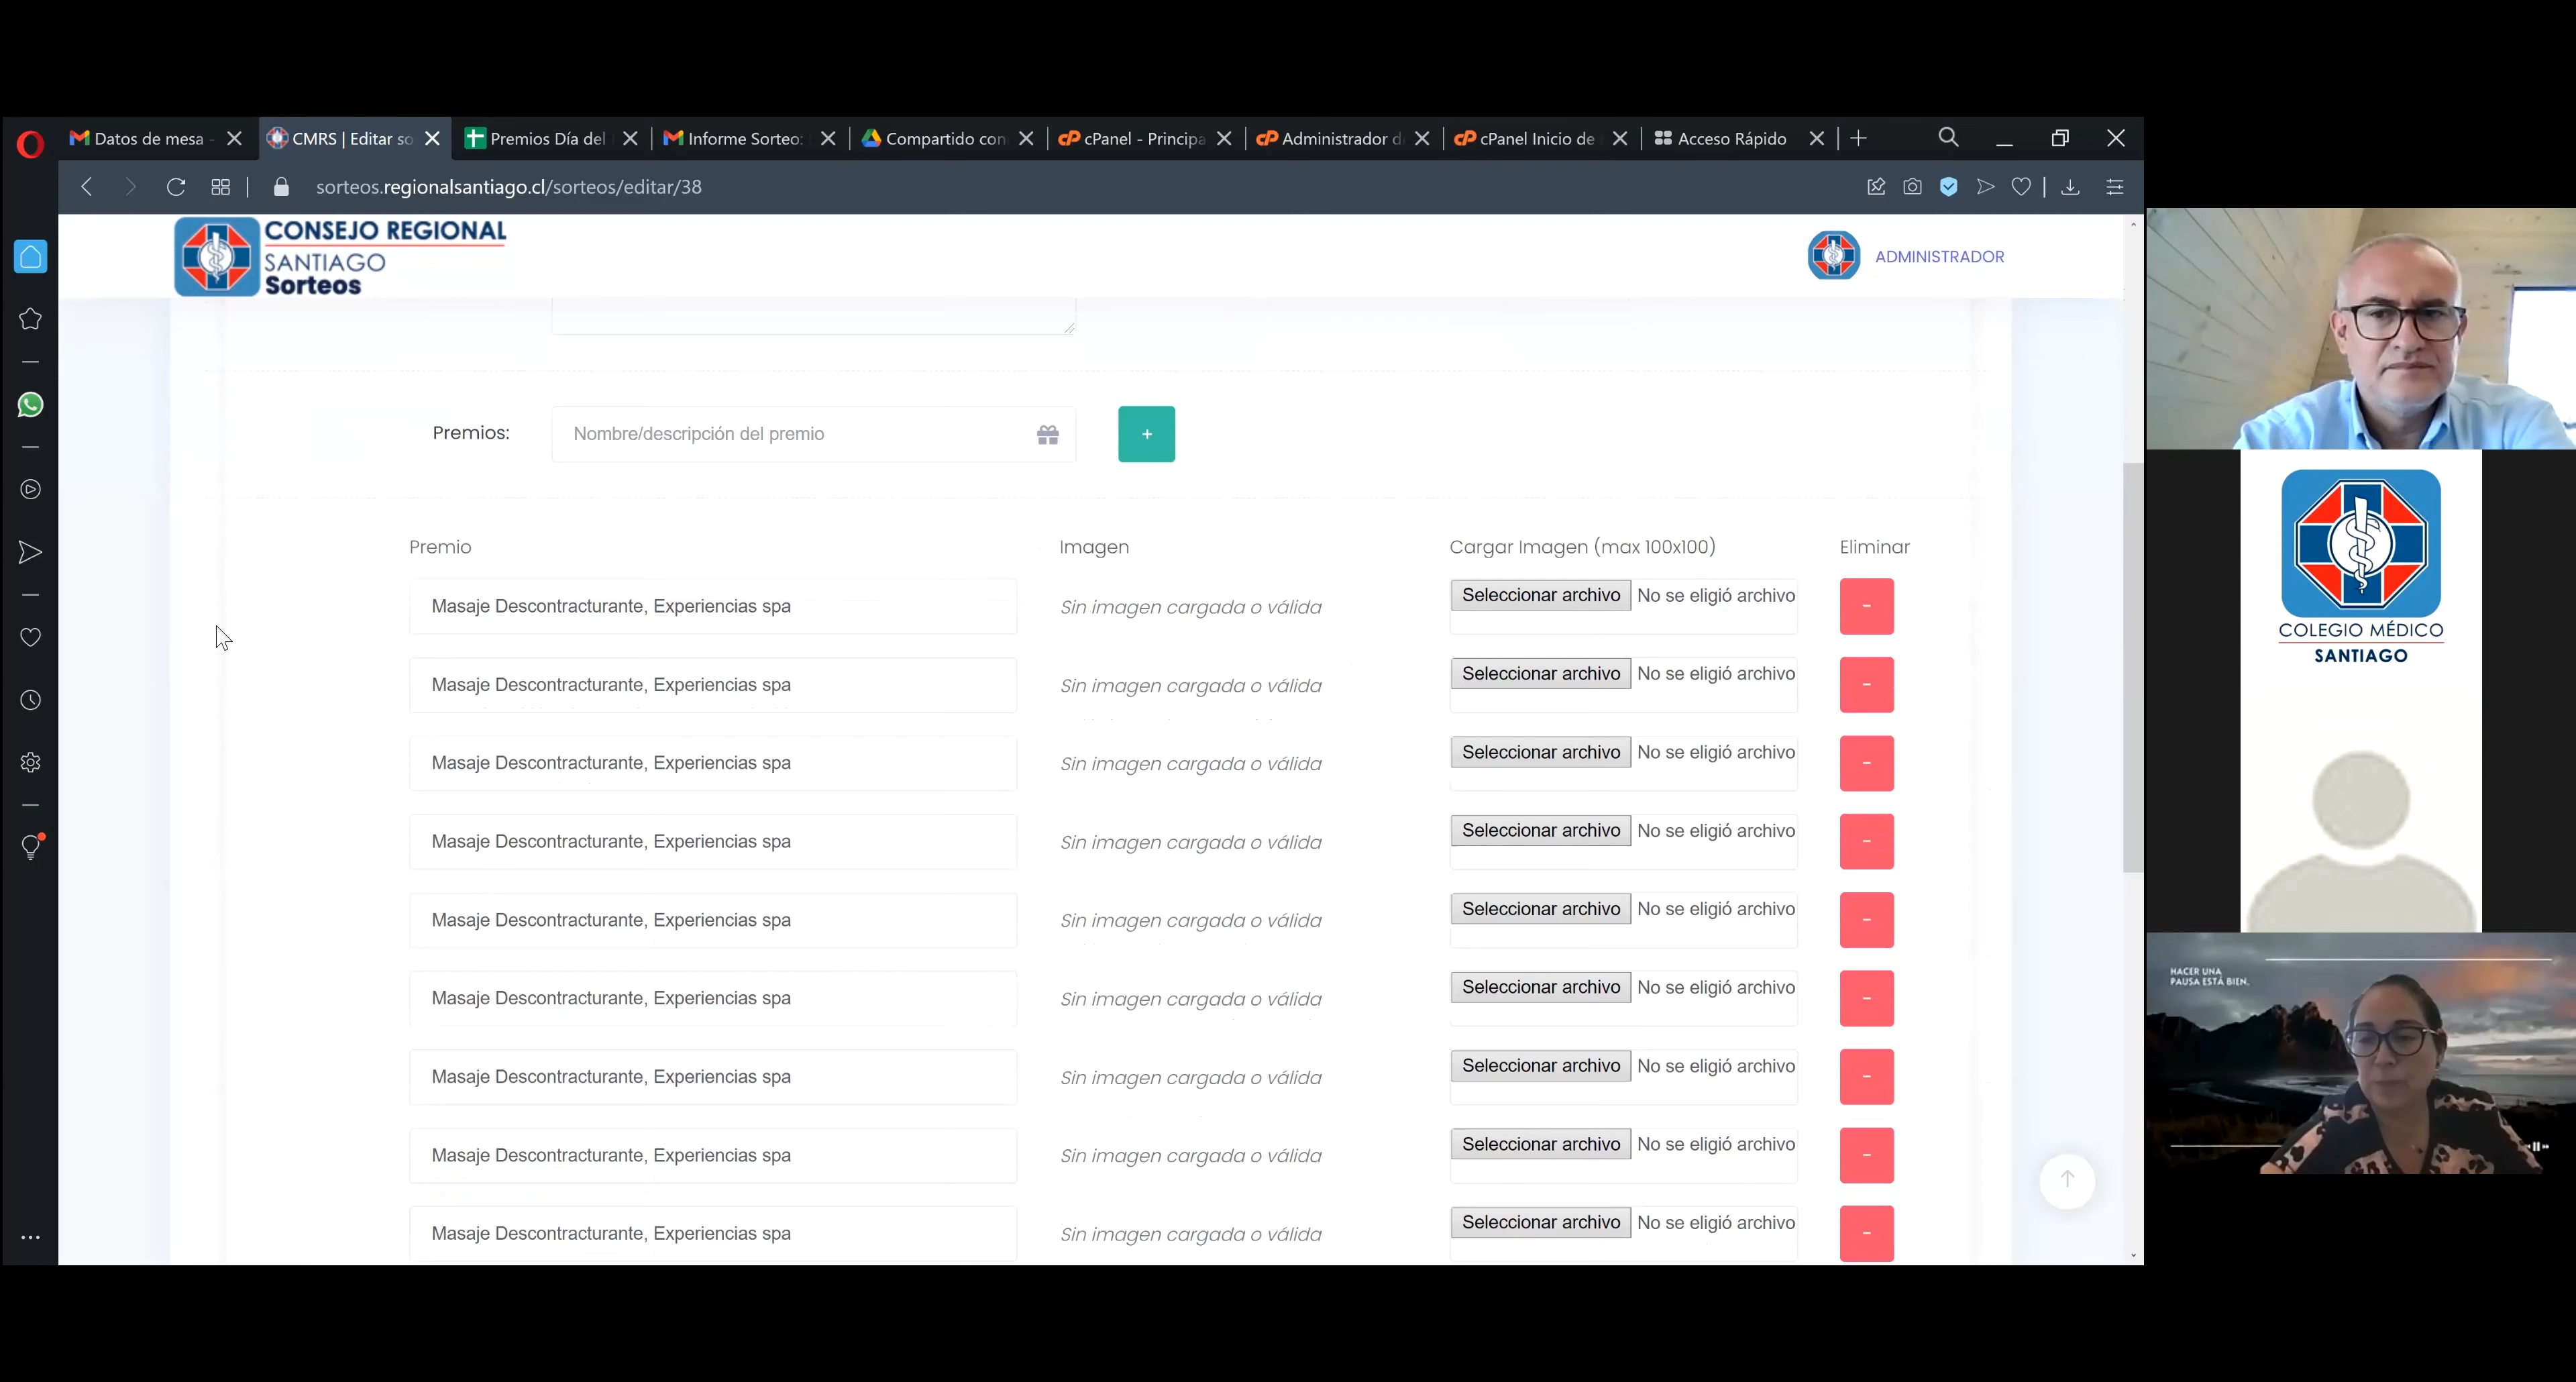 Datos de mesa -
CMRS | Editar so
Premios Día del
Informe Sorteo:
Compartido con
cPanel - Principa
Administrador d
cPanel Inicio de
Acceso Rápido
sorteos.regionalsantiago.cl/sorteos/editar/38
CONSEJO REGIONAL
SANTIAGO
Sorteos
ADMINISTRADOR
Premios:
Nombre/descripción del premio
+
Premio Imagen Cargar Imagen (max 100x100) Eliminar
Masaje Descontracturante, Experiencias spa Sin imagen cargada o válida Seleccionar archivo No se eligió archivo -
Masaje Descontracturante, Experiencias spa Sin imagen cargada o válida Seleccionar archivo No se eligió archivo -
Masaje Descontracturante, Experiencias spa Sin imagen cargada o válida Seleccionar archivo No se eligió archivo -
Masaje Descontracturante, Experiencias spa Sin imagen cargada o válida Seleccionar archivo No se eligió archivo -
Masaje Descontracturante, Experiencias spa Sin imagen cargada o válida Seleccionar archivo No se eligió archivo -
Masaje Descontracturante, Experiencias spa Sin imagen cargada o válida Seleccionar archivo No se eligió archivo -
Masaje Descontracturante, Experiencias spa Sin imagen cargada o válida Seleccionar archivo No se eligió archivo -
Masaje Descontracturante, Experiencias spa Sin imagen cargada o válida Seleccionar archivo No se eligió archivo -
Masaje Descontracturante, Experiencias spa Sin imagen cargada o válida Seleccionar archivo No se eligió archivo -
COLEGIO MÉDICO
SANTIAGO
HACER UNA
PAUSA ESTÁ BIEN.